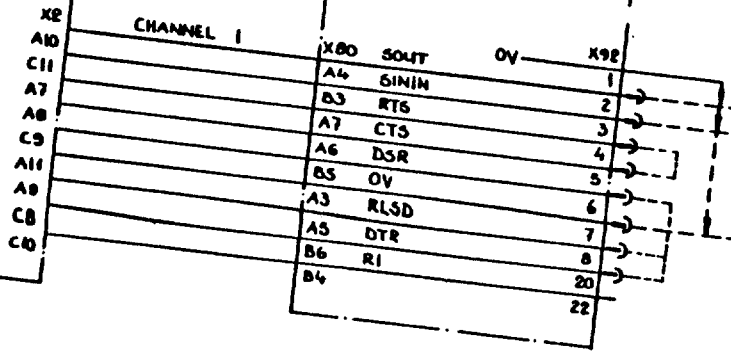 X2 CHANNEL 1 X80 SOUT 0V X92
A10 A4 SININ 1
C11 B3 RTS 2
A7 A7 CTS 3
A8 A6 DSR 4
C9 B5 0V 5
A11 A3 RLSD 6
A9 A5 DTR 7
C8 B6 RI 8
C10 B4 20
22